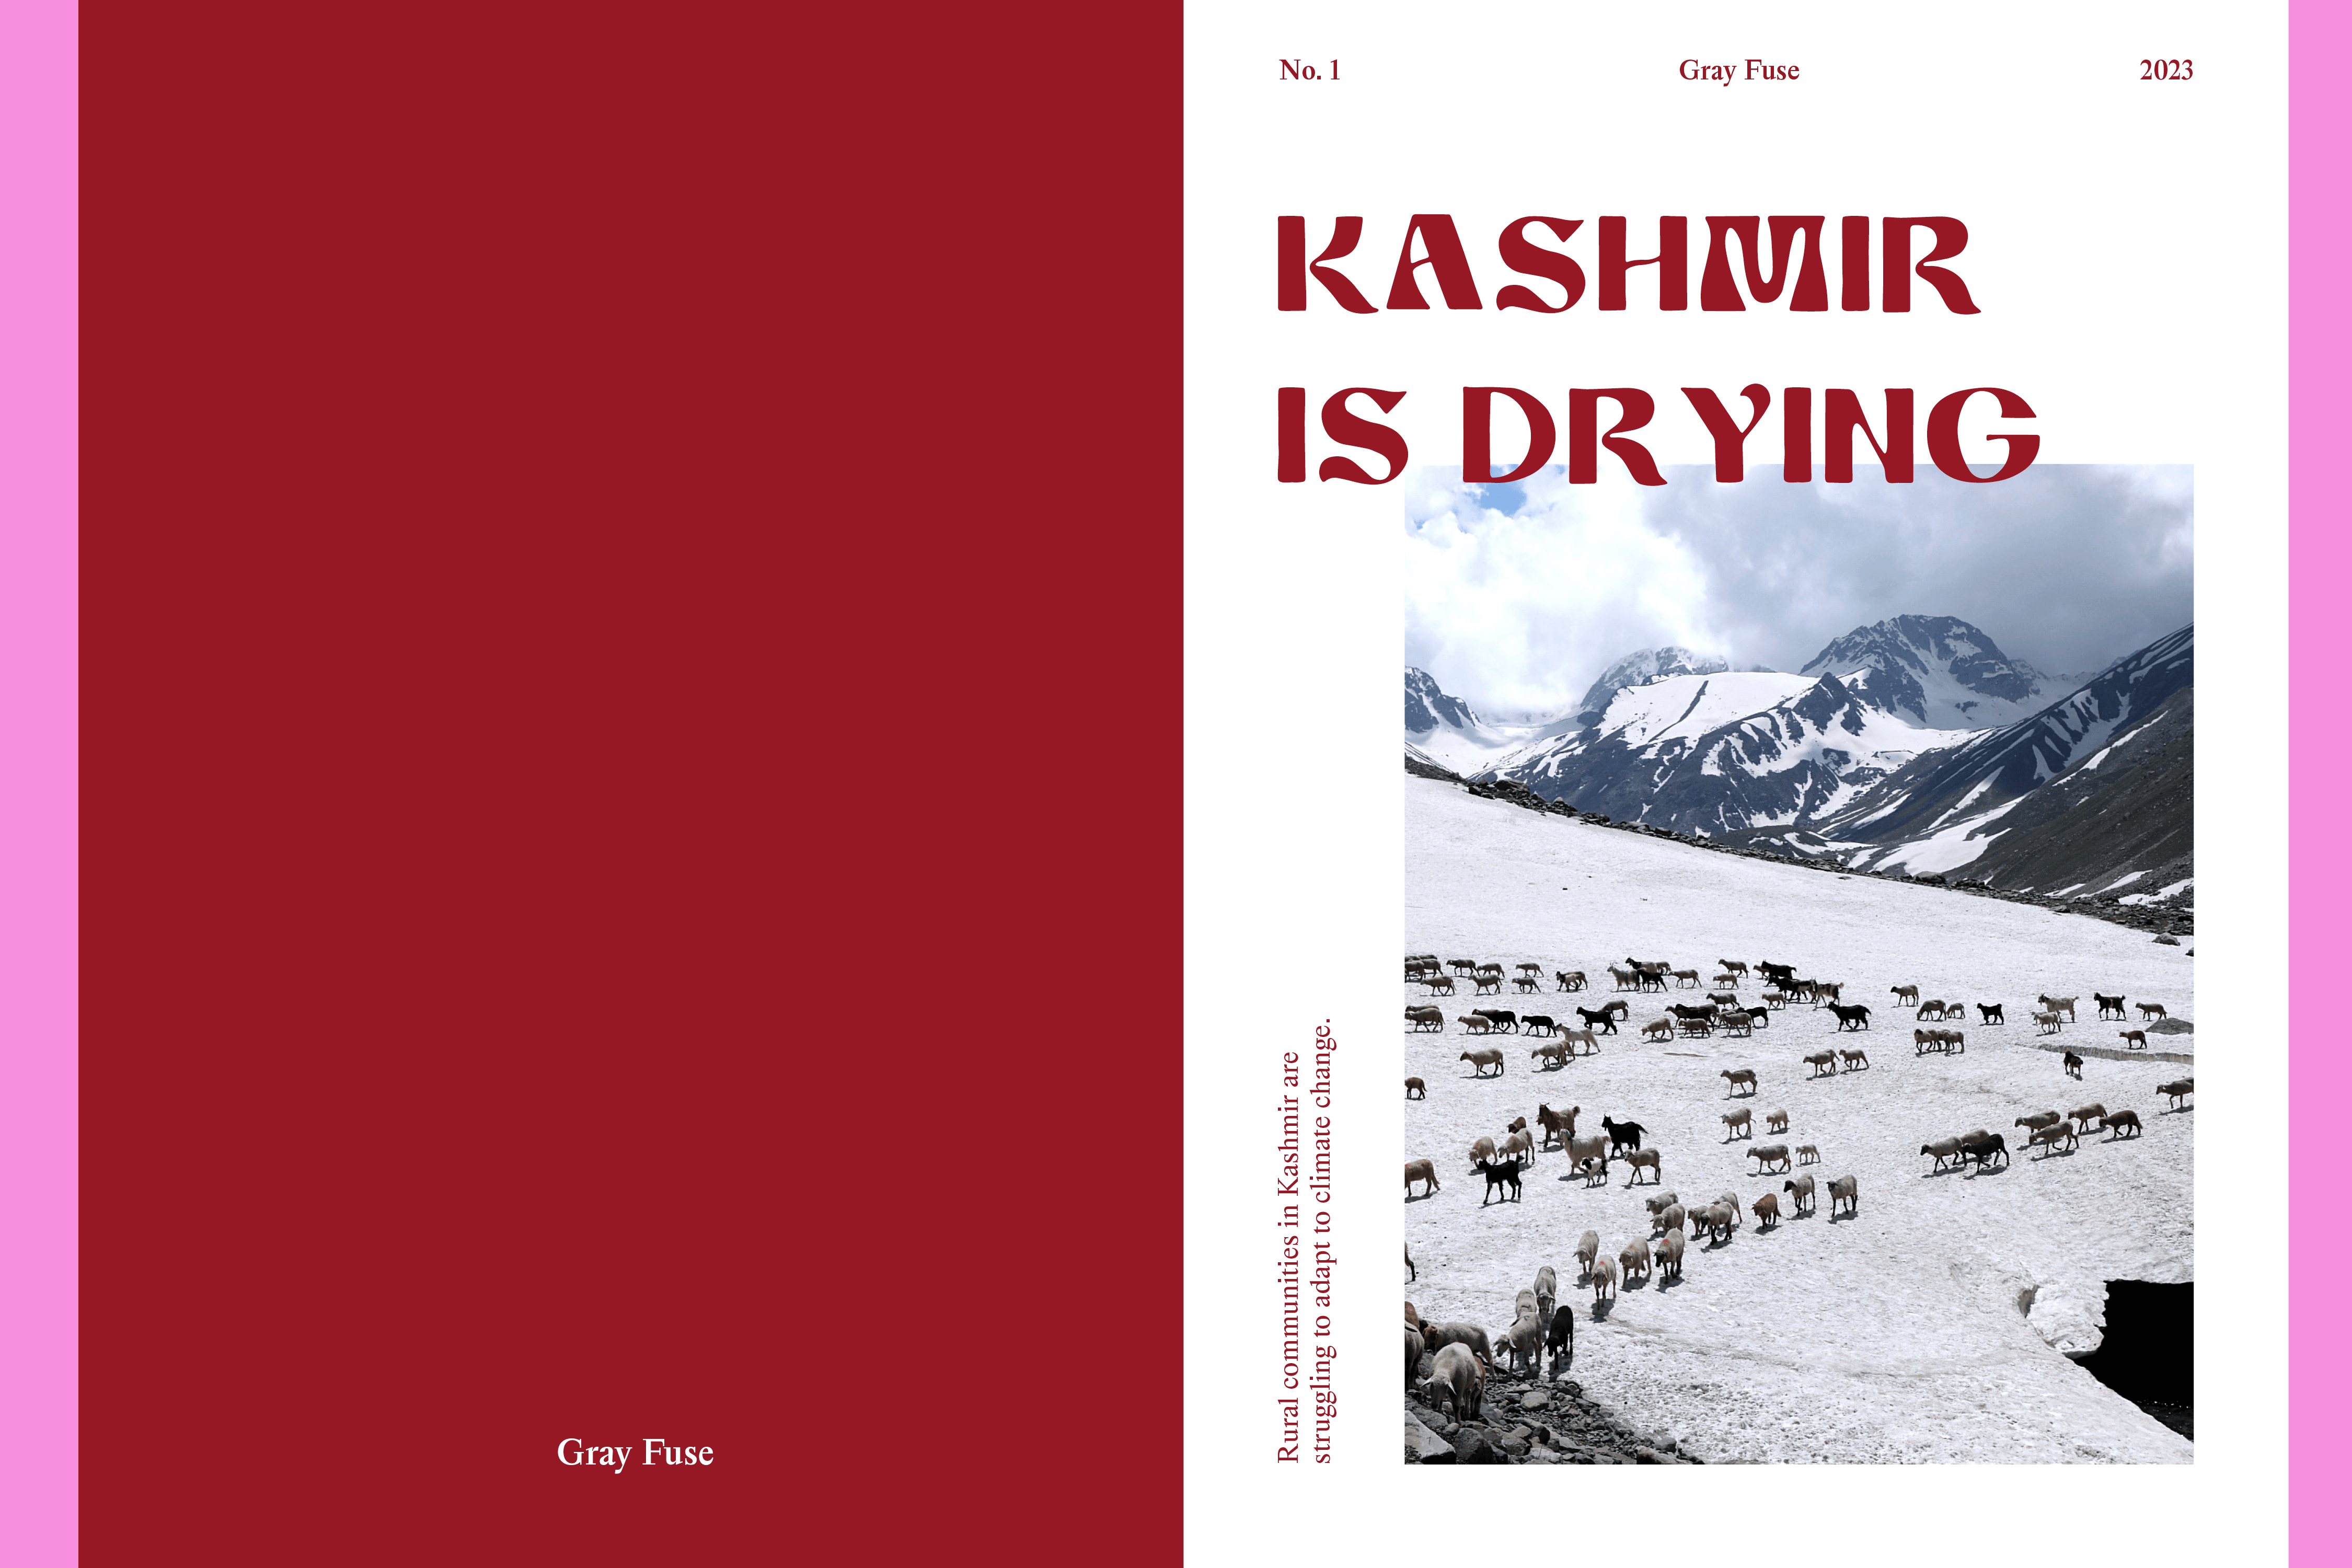 Gray Fuse
No. 1
Gray Fuse
2023
KASHMIR
IS DRYING
Rural communities in Kashmir are
struggling to adapt to climate change.